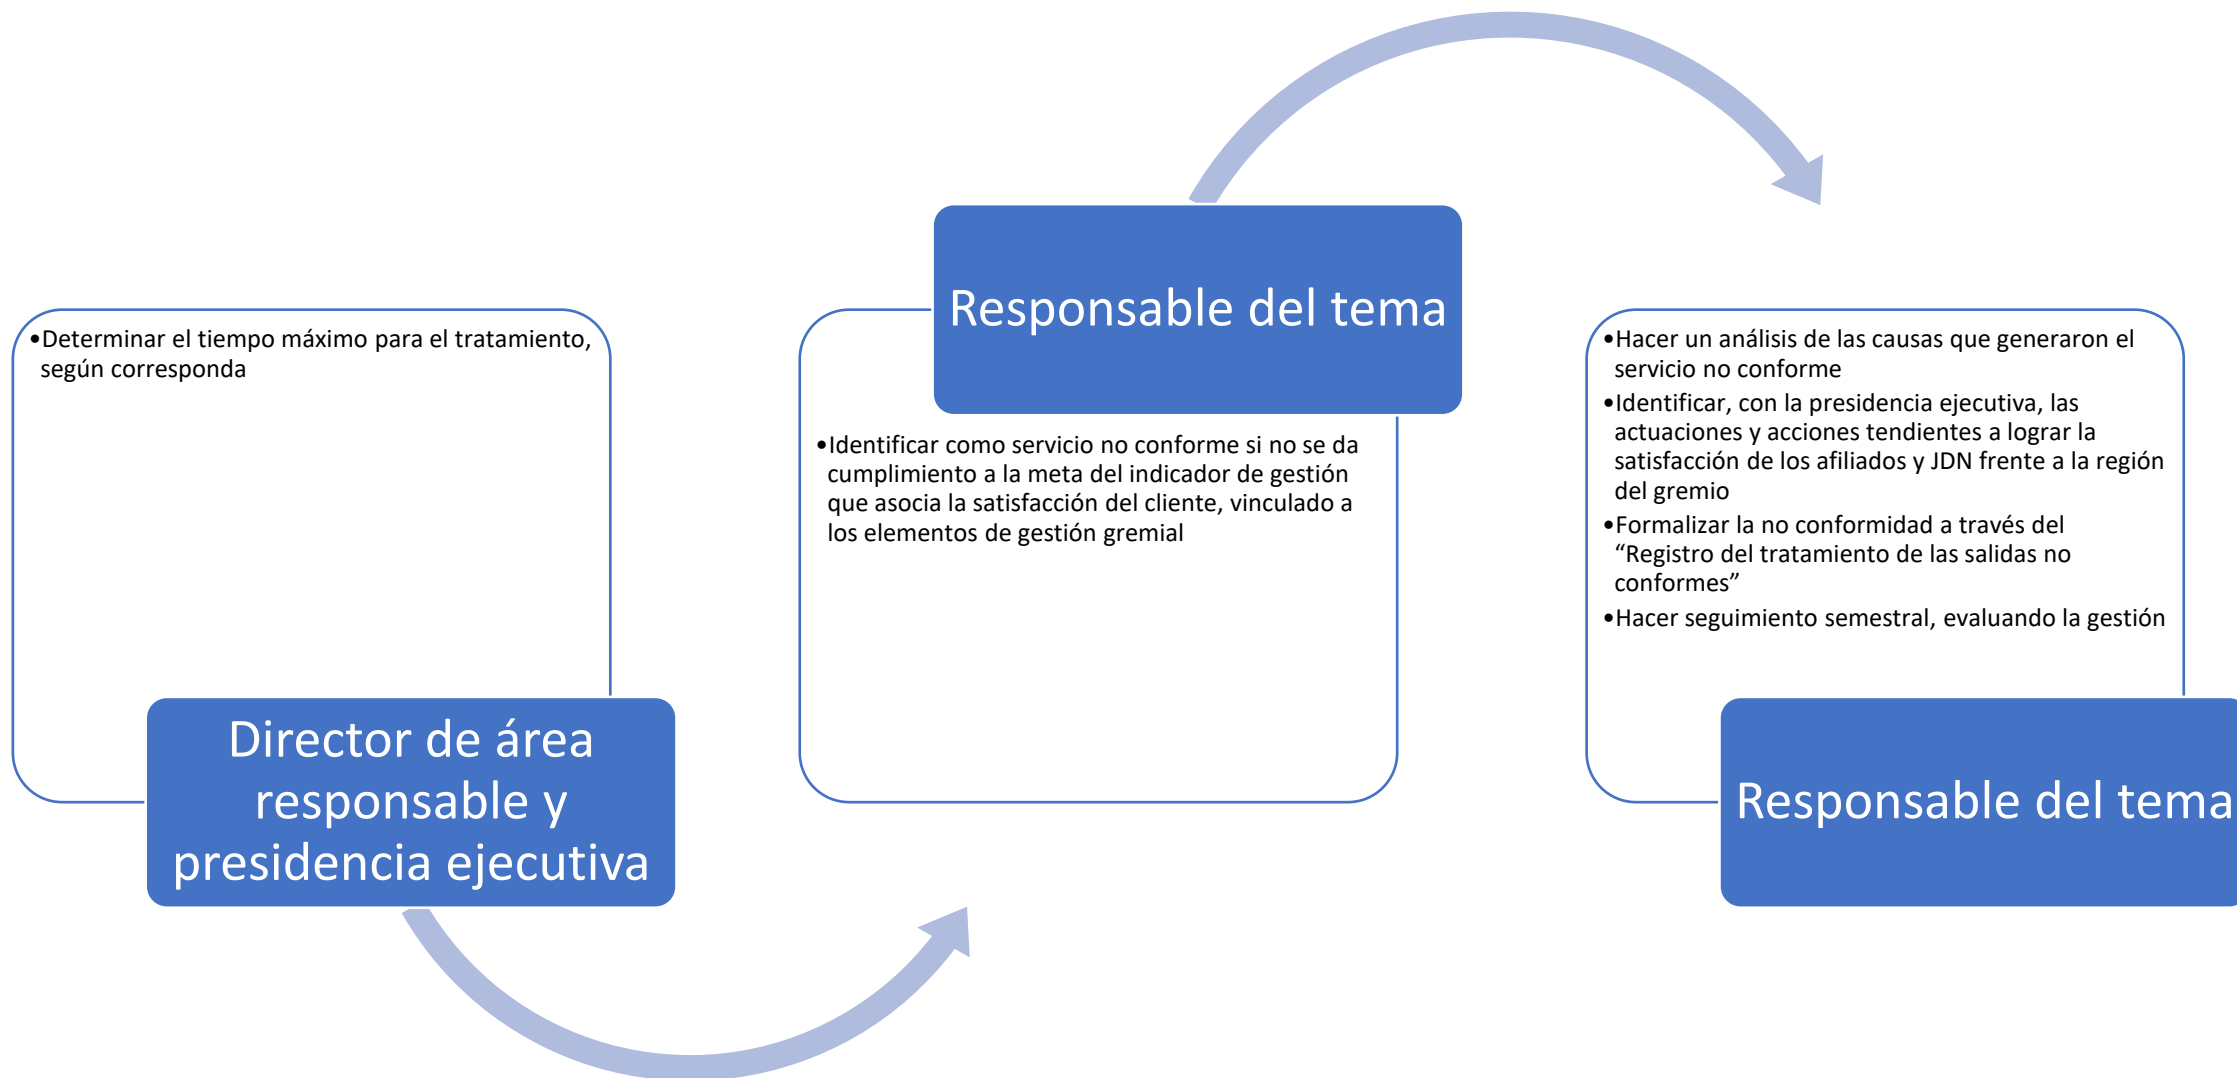 •Determinar el tiempo máximo para el tratamiento,
según corresponda
Director de área
responsable y
presidencia ejecutiva
Responsable del tema
•Identificar como servicio no conforme si no se da
cumplimiento a la meta del indicador de gestión
que asocia la satisfacción del cliente, vinculado a
los elementos de gestión gremial
•Hacer un análisis de las causas que generaron el
servicio no conforme
•Identificar, con la presidencia ejecutiva, las
actuaciones y acciones tendientes a lograr la
satisfacción de los afiliados y JDN frente a la región
del gremio
•Formalizar la no conformidad a través del
“Registro del tratamiento de las salidas no
conformes”
•Hacer seguimiento semestral, evaluando la gestión
Responsable del tema